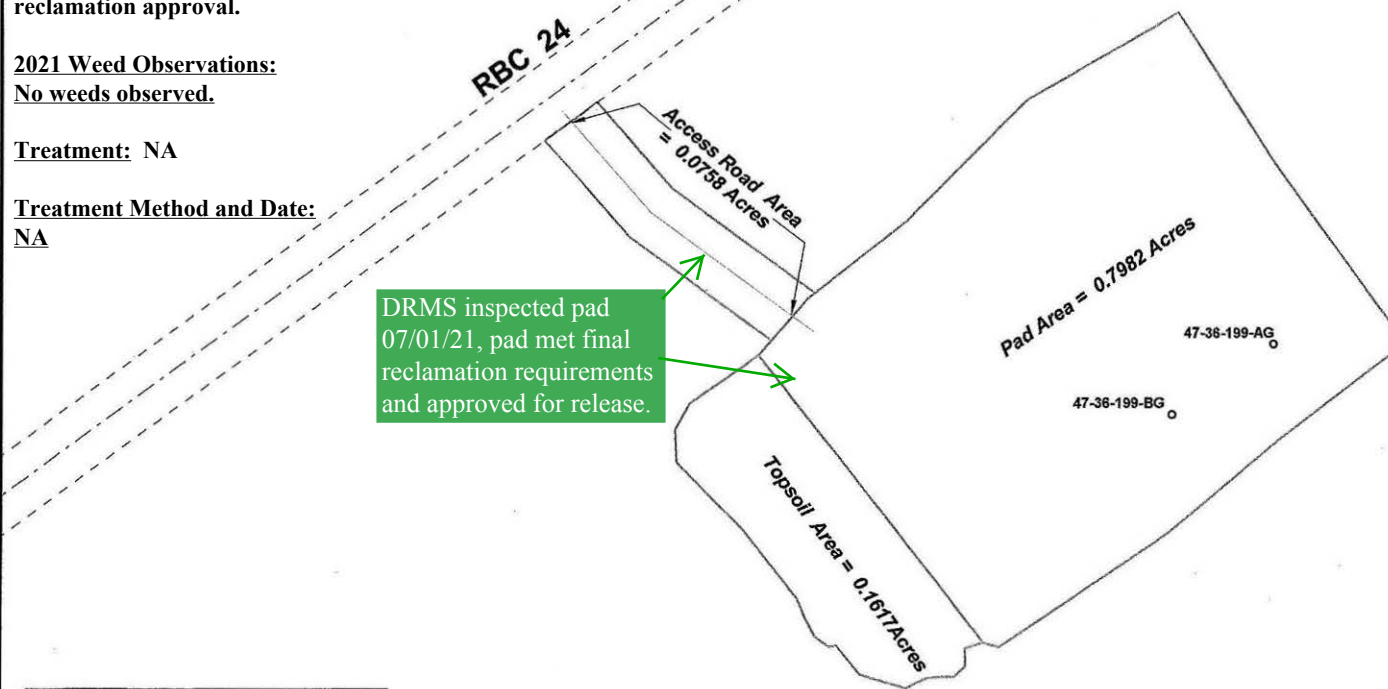 reclamation approval.
2021 Weed Observations:
No weeds observed.
Treatment: NA
Treatment Method and Date:
NA
RBC 24
Access Road Area
= 0.0758 Acres
DRMS inspected pad
07/01/21, pad met final
reclamation requirements
and approved for release.
Pad Area = 0.7982 Acres
47-36-199-AG
47-36-199-BG
Topsoil Area = 0.1617Acres